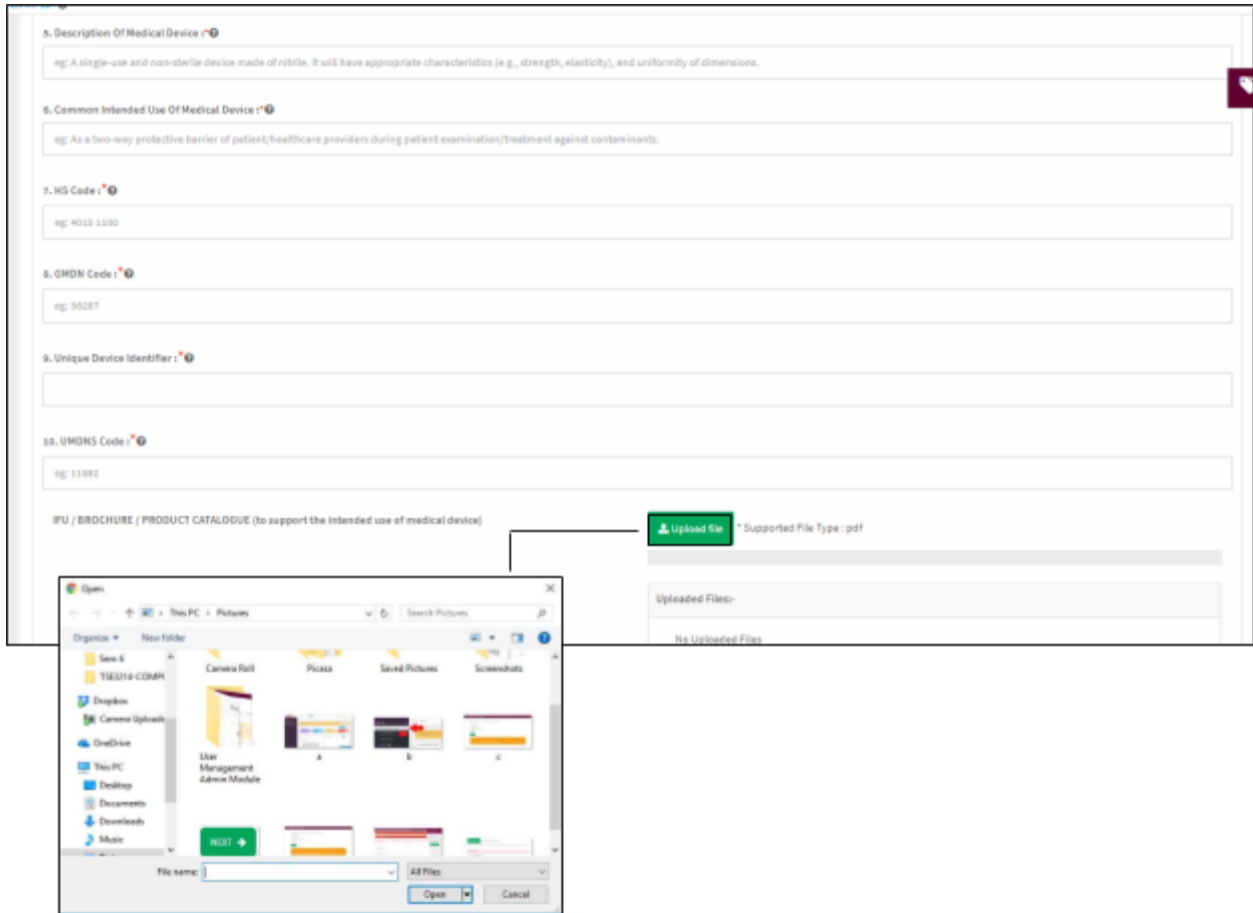 5. Description Of Medical Device :*
eg: A single-use and non-sterile device made of nitrile. It will have appropriate characteristics (e.g., strength, elasticity), and uniformity of dimensions.
6. Common Intended Use Of Medical Device :*
eg: As a two-way protective barrier of patient/healthcare providers during patient examination/treatment against contaminants.
7. HS Code : *
eg: 4015 1100
8. GMDN Code : *
eg: 56287
9. Unique Device Identifier : *
10. UMDNS Code : *
eg: 11882
IFU / BROCHURE / PRODUCT CATALOGUE (to support the intended use of medical device)
Upload file * Supported File Type : pdf
Uploaded Files:-
No Uploaded Files
Open
This PC > Pictures
Search Pictures
Organize New folder
Sem 6
Dropbox
Camera Uploads
OneDrive
This PC
Desktop
Documents
Downloads
Music
Camera Roll Picasa Saved Pictures Screenshots
User Management Admin Module
a b c
NEXT →
File name:
All Files
Open Cancel